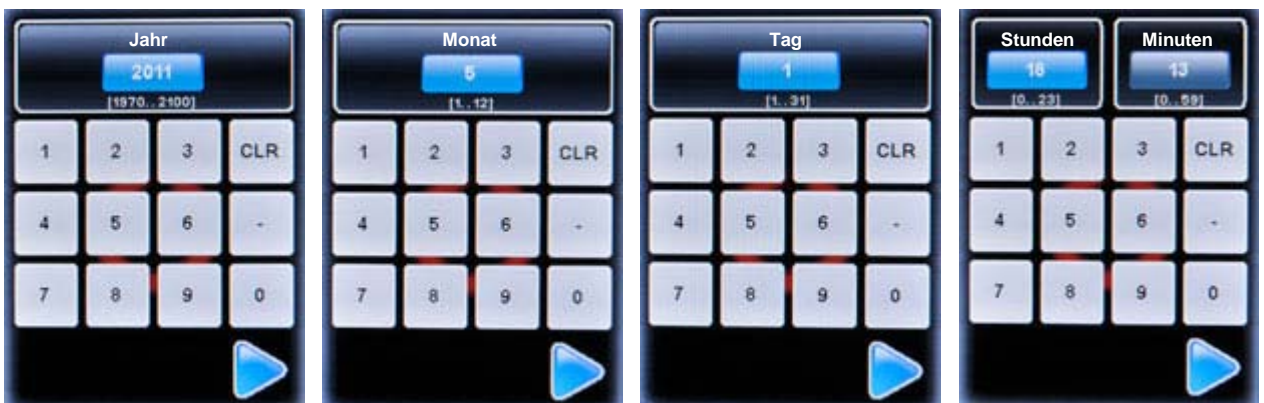 Jahr
2011
[1970..2100]
1 2 3 CLR
4 5 6 -
7 8 9 0
Monat
5
[1..12]
1 2 3 CLR
4 5 6 -
7 8 9 0
Tag
1
[1..31]
1 2 3 CLR
4 5 6 -
7 8 9 0
Stunden Minuten
16 13
[0..23] [0..59]
1 2 3 CLR
4 5 6 -
7 8 9 0